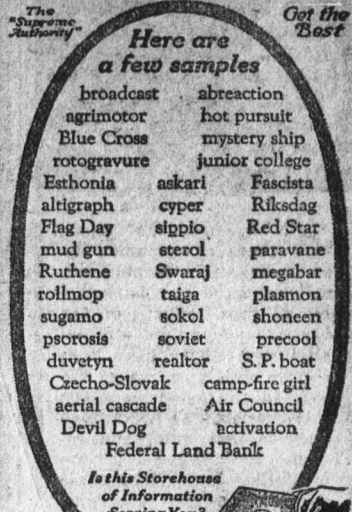 The
"Supreme
Authority"
Get the
Best
Here are
a few samples
broadcast abreaction
agrimotor hot pursuit
Blue Cross mystery ship
rotogravure junior college
Esthonia askari Fascista
altigraph cyper Riksdag
Flag Day sippio Red Star
mud gun sterol paravane
Ruthene Swaraj megabar
rollmop taiga plasmon
sugamo sokol shoneen
psorosis soviet precool
duvetyn realtor S. P. boat
Czecho-Slovak camp-fire girl
aerial cascade Air Council
Devil Dog activation
Federal Land Bank
Is this Storehouse
of Information
Serving You?